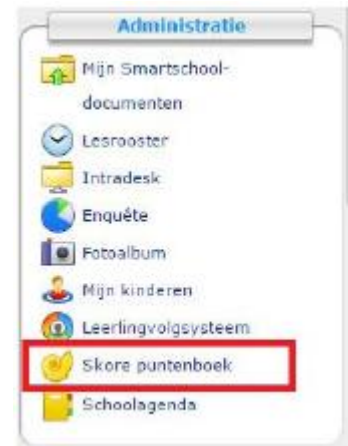 Administratie
Mijn Smartschool-
documenten
Lesrooster
Intradesk
Enquête
Fotoalbum
Mijn kinderen
Leerlingvolgsysteem
Skore puntenboek
Schoolagenda